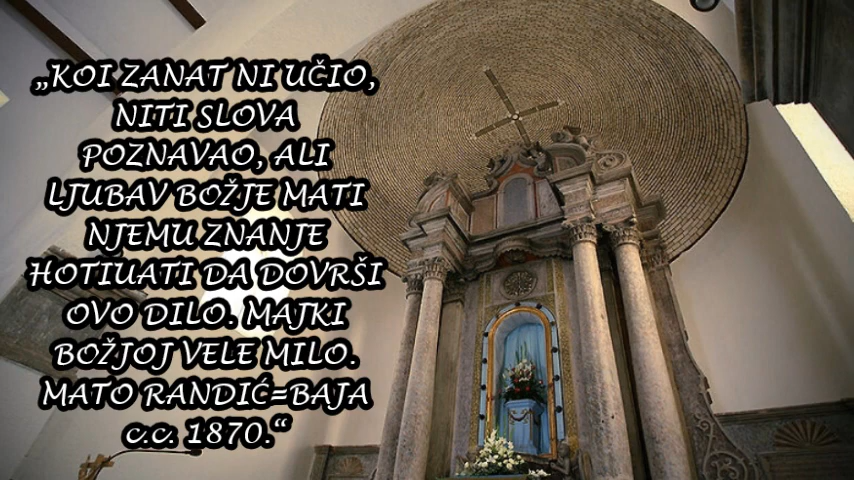 „KOI ZANAT NI UČIO,
NITI SLOVA
POZNAVAO, ALI
LJUBAV BOŽJE MATI
NJEMU ZNANJE
HOTIUATI DA DOVRŠI
OVO DILO. MAJKI
BOŽJOJ VELE MILO.
MATO RANDIĆ=BAJA
c.c. 1870.“